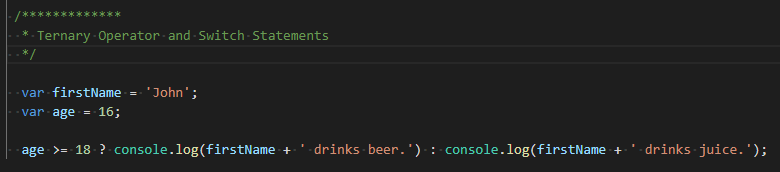 /*************
* Ternary Operator and Switch Statements
*/
var firstName = 'John';
var age = 16;
age >= 18 ? console.log(firstName + ' drinks beer.') : console.log(firstName + ' drinks juice.');